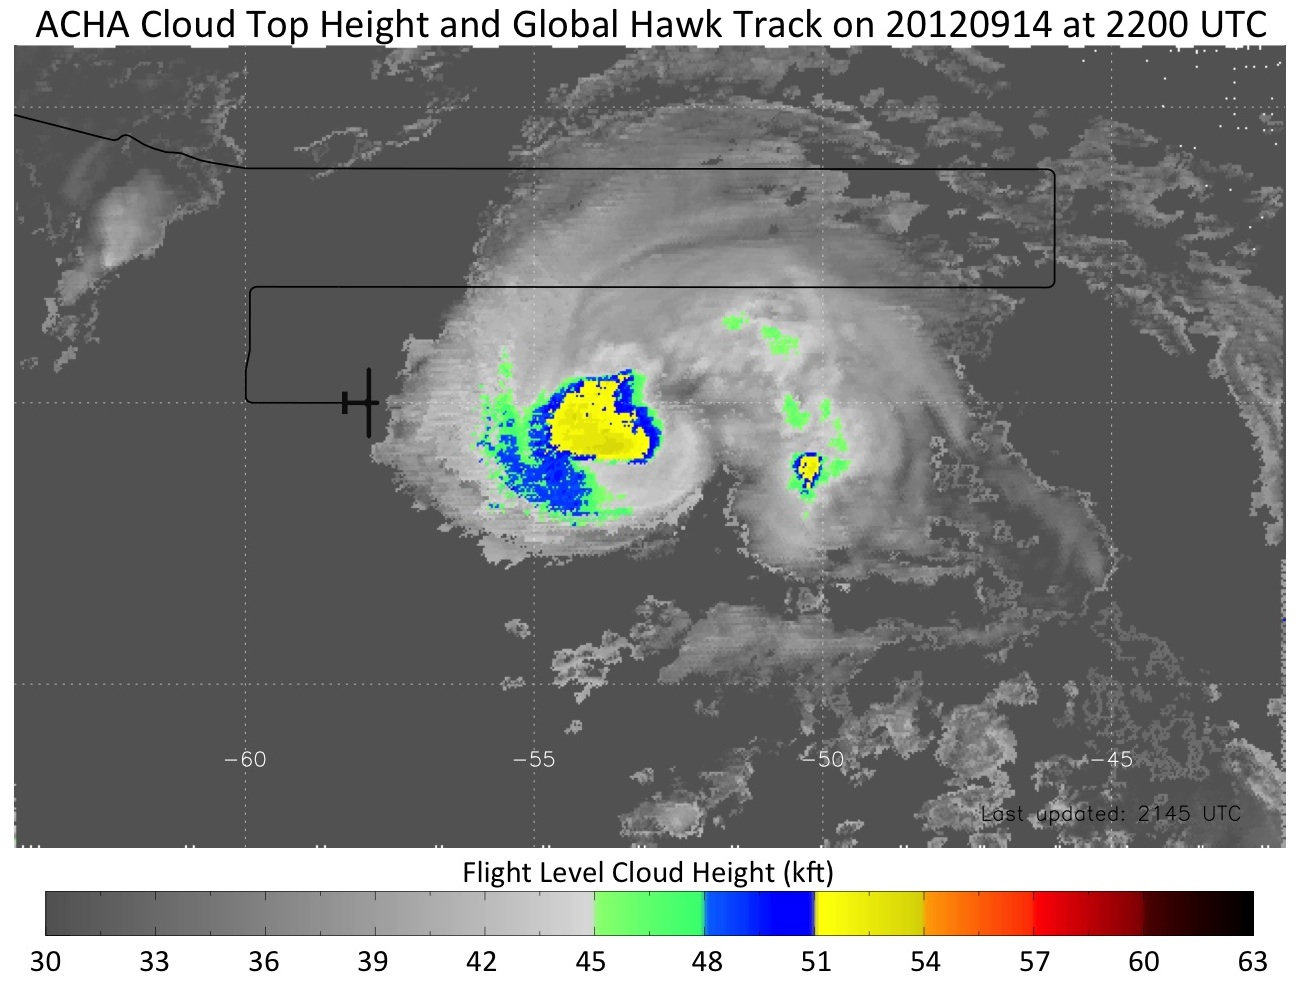 ACHA Cloud Top Height and Global Hawk Track on 20120914 at 2200 UTC
−60 −55 −50 −45
Last updated: 2145 UTC
Flight Level Cloud Height (kft)
30 33 36 39 42 45 48 51 54 57 60 63